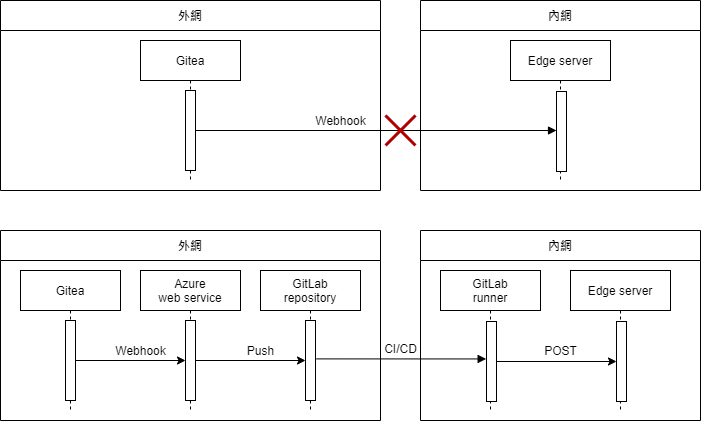 外網
內網
Gitea
Edge server
Webhook
外網
內網
Gitea
Azure
web service
GitLab
repository
GitLab
runner
Edge server
Webhook
Push
CI/CD
POST